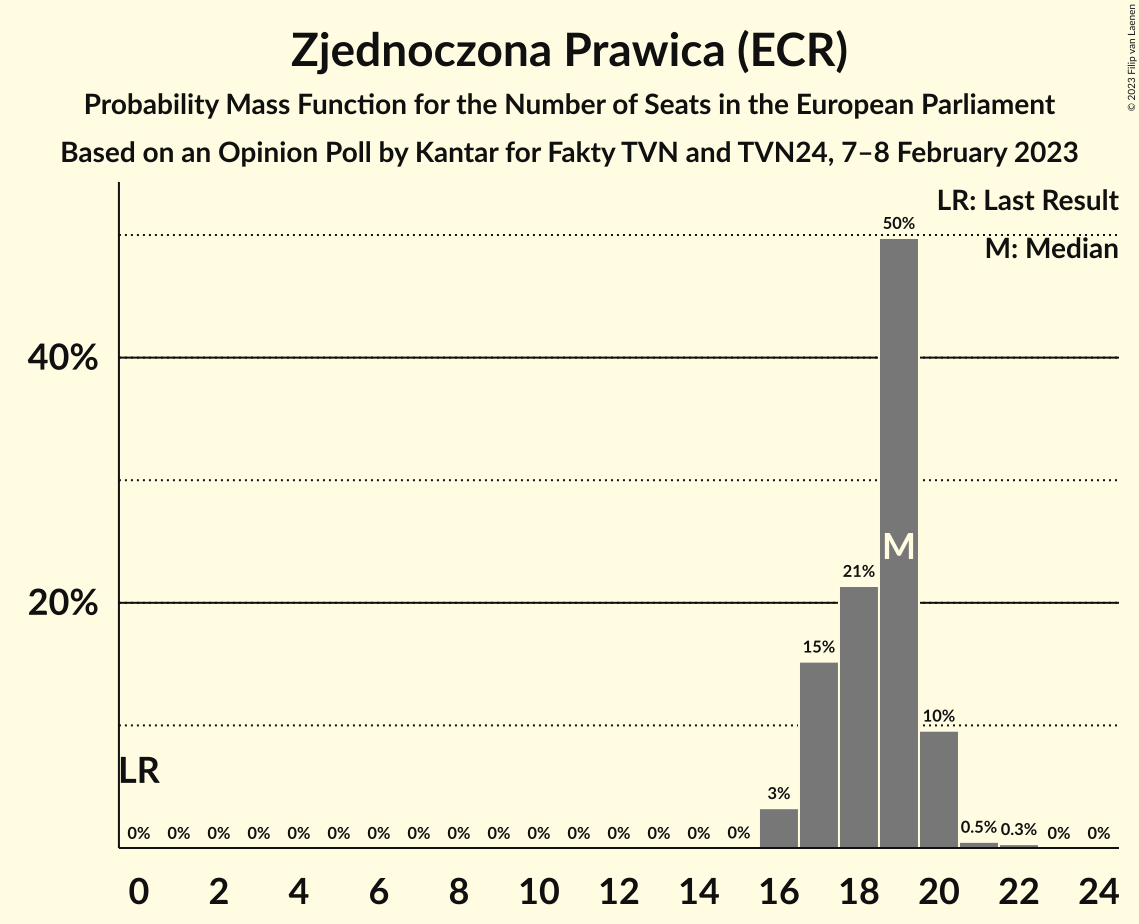 Zjednoczona Prawica (ECR)
Probability Mass Function for the Number of Seats in the European Parliament
Based on an Opinion Poll by Kantar for Fakty TVN and TVN24, 7–8 February 2023
© 2023 Filip van Laenen
LR: Last Result
M: Median
50%
40%
M
21%
20%
15%
10%
LR
3%
0% 0% 0% 0% 0% 0% 0% 0% 0% 0% 0% 0% 0% 0% 0% 0% 0.5% 0.3% 0% 0%
0 2 4 6 8 10 12 14 16 18 20 22 24